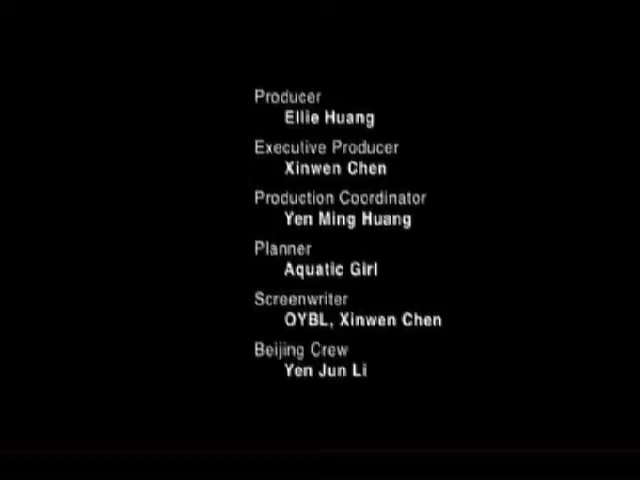 Producer
Ellie Huang
Executive Producer
Xinwen Chen
Production Coordinator
Yen Ming Huang
Planner
Aquatic Girl
Screenwriter
OYBL, Xinwen Chen
Beijing Crew
Yen Jun Li